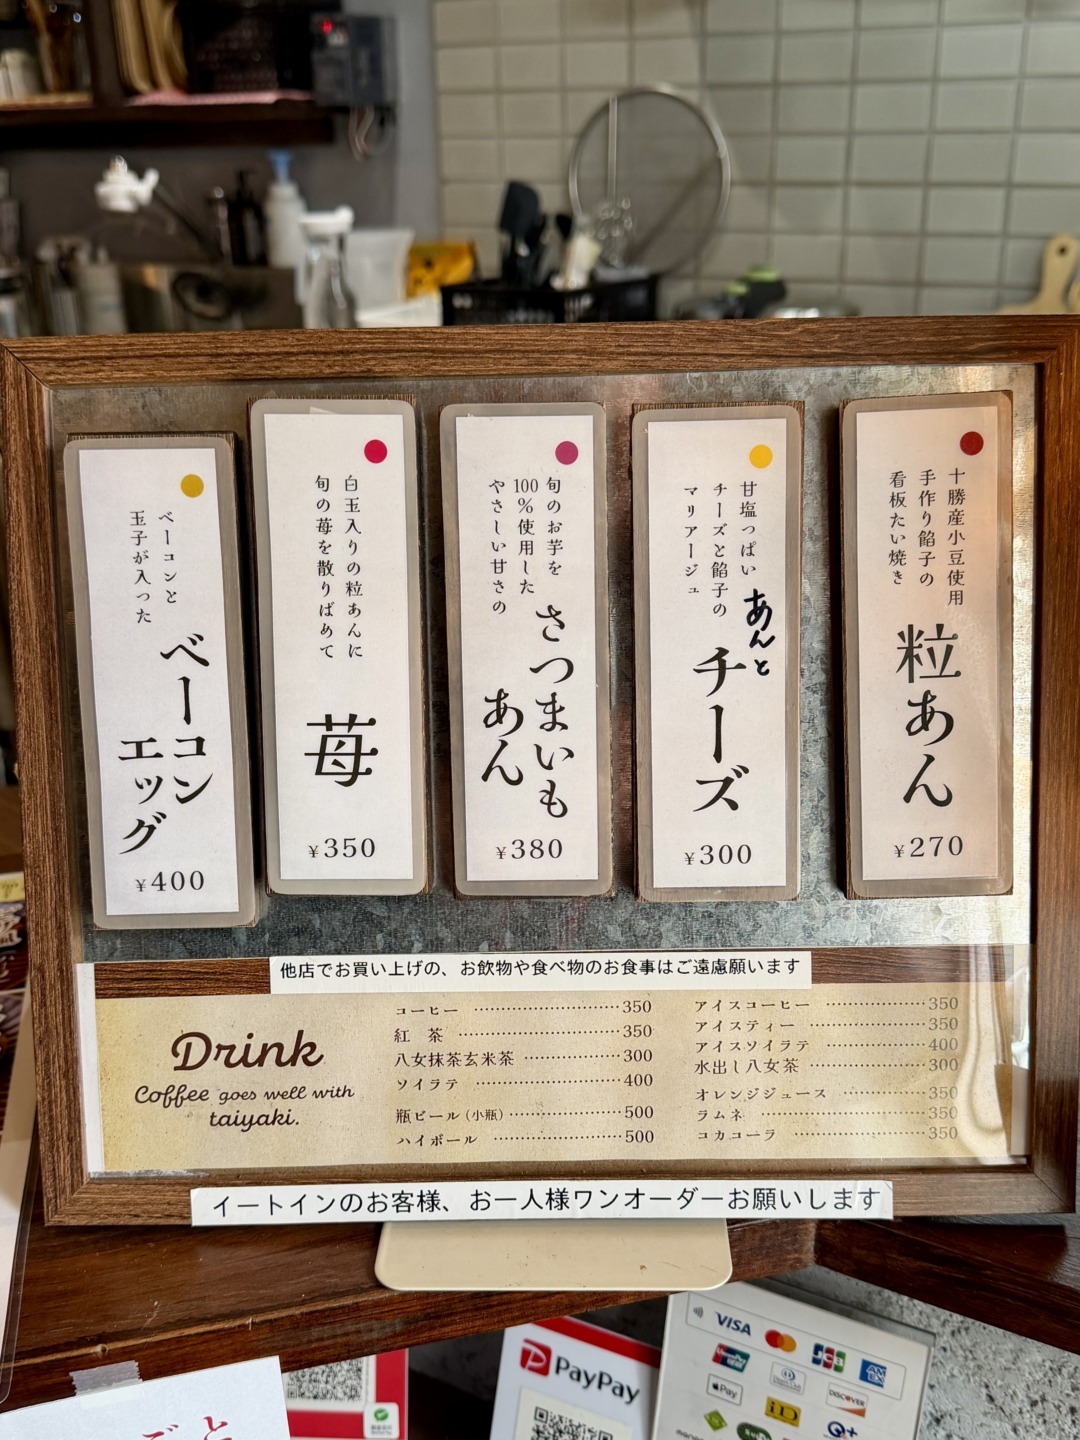 十勝産小豆使用
手作り餡子の
看板たい焼き
粒あん
¥270
甘塩っぱい
チーズと餡子の
マリアージュ
あんと
チーズ
¥300
旬のお芋を
100%使用した
やさしい甘さの
さつまいも
あん
¥380
白玉入りの粒あんに
旬の苺を散りばめて
苺
¥350
ベーコンと
玉子が入った
ベーコン
エッグ
¥400
他店でお買い上げの、お飲物や食べ物のお食事はご遠慮願います
Drink
Coffee goes well with
taiyaki.
コーヒー ……………… 350
紅 茶 ……………… 350
八女抹茶玄米茶 ……………… 300
ソイラテ ……………… 400
瓶ビール(小瓶) ……………… 500
ハイボール ……………… 500
アイスコーヒー ……………… 350
アイスティー ……………… 350
アイスソイラテ ……………… 400
水出し八女茶 ……………… 300
オレンジジュース ……………… 350
ラムネ ……………… 350
コカコーラ ……………… 350
イートインのお客様、お一人様ワンオーダーお願いします
VISA
PayPay
JCB
AMEX
Pay
DISCOVER
iD
ごと